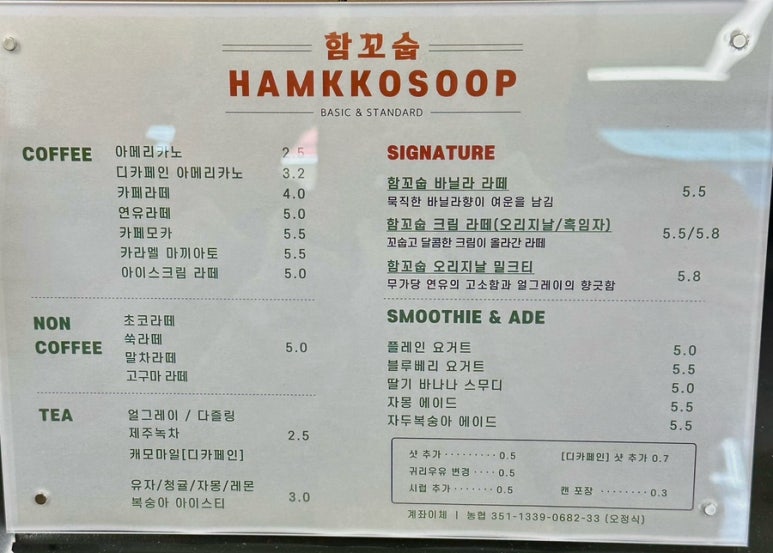 함꼬숩
HAMKKOSOOP
BASIC & STANDARD
COFFEE
아메리카노 2.5
디카페인 아메리카노 3.2
카페라떼 4.0
연유라떼 5.0
카페모카 5.5
카라멜 마끼아토 5.5
아이스크림 라떼 5.0
NON COFFEE
초코라떼
쑥라떼
말차라떼
고구마 라떼
5.0
TEA
얼그레이 / 다즐링
제주녹차
캐모마일[디카페인]
2.5
유자/청귤/자몽/레몬
복숭아 아이스티
3.0
SIGNATURE
함꼬숩 바닐라 라떼 5.5
묵직한 바닐라향이 여운을 남김
함꼬숩 크림 라떼(오리지날/흑임자) 5.5/5.8
꼬숩고 달콤한 크림이 올라간 라떼
함꼬숩 오리지날 밀크티 5.8
무가당 연유의 고소함과 얼그레이의 향긋함
SMOOTHIE & ADE
플레인 요거트 5.0
블루베리 요거트 5.5
딸기 바나나 스무디 5.0
자몽 에이드 5.5
자두복숭아 에이드 5.5
샷 추가 ········· 0.5 [디카페인] 샷 추가 0.7
귀리우유 변경 ···· 0.5
시럽 추가 ······· 0.5 캔 포장 ········ 0.3
계좌이체 | 농협 351-1339-0682-33 (오정식)